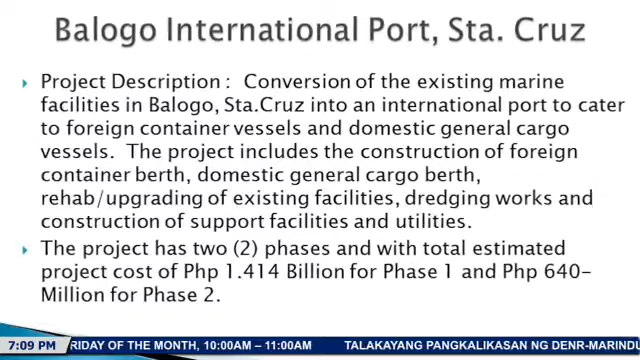 Balogo International Port, Sta. Cruz
Project Description : Conversion of the existing marine
facilities in Balogo, Sta.Cruz into an international port to cater
to foreign container vessels and domestic general cargo
vessels. The project includes the construction of foreign
container berth, domestic general cargo berth,
rehab/upgrading of existing facilities, dredging works and
construction of support facilities and utilities.
The project has two (2) phases and with total estimated
project cost of Php 1.414 Billion for Phase 1 and Php 640-
Million for Phase 2.
7:09 PM RIDAY OF THE MONTH, 10:00AM – 11:00AM TALAKAYANG PANGKALIKASAN NG DENR-MARINDU